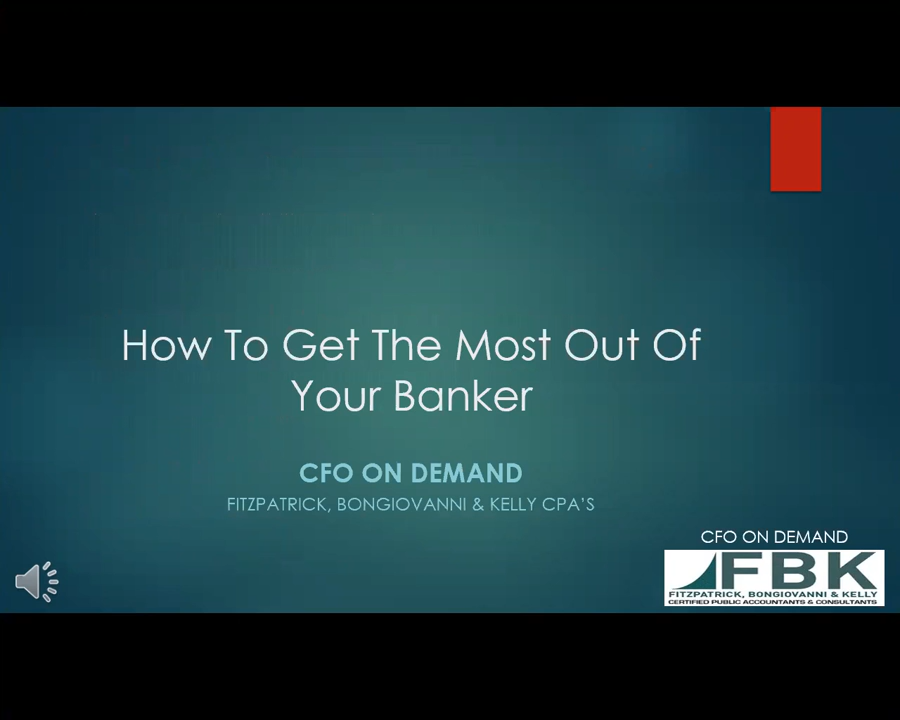 How To Get The Most Out Of
Your Banker
CFO ON DEMAND
FITZPATRICK, BONGIOVANNI & KELLY CPA'S
CFO ON DEMAND
FBK
FITZPATRICK, BONGIOVANNI & KELLY
CERTIFIED PUBLIC ACCOUNTANTS & CONSULTANTS